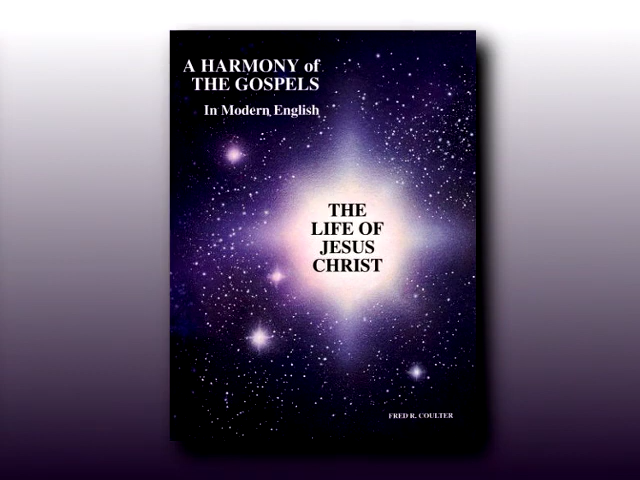 A HARMONY of
THE GOSPELS
In Modern English
THE
LIFE OF
JESUS
CHRIST
FRED R. COULTER